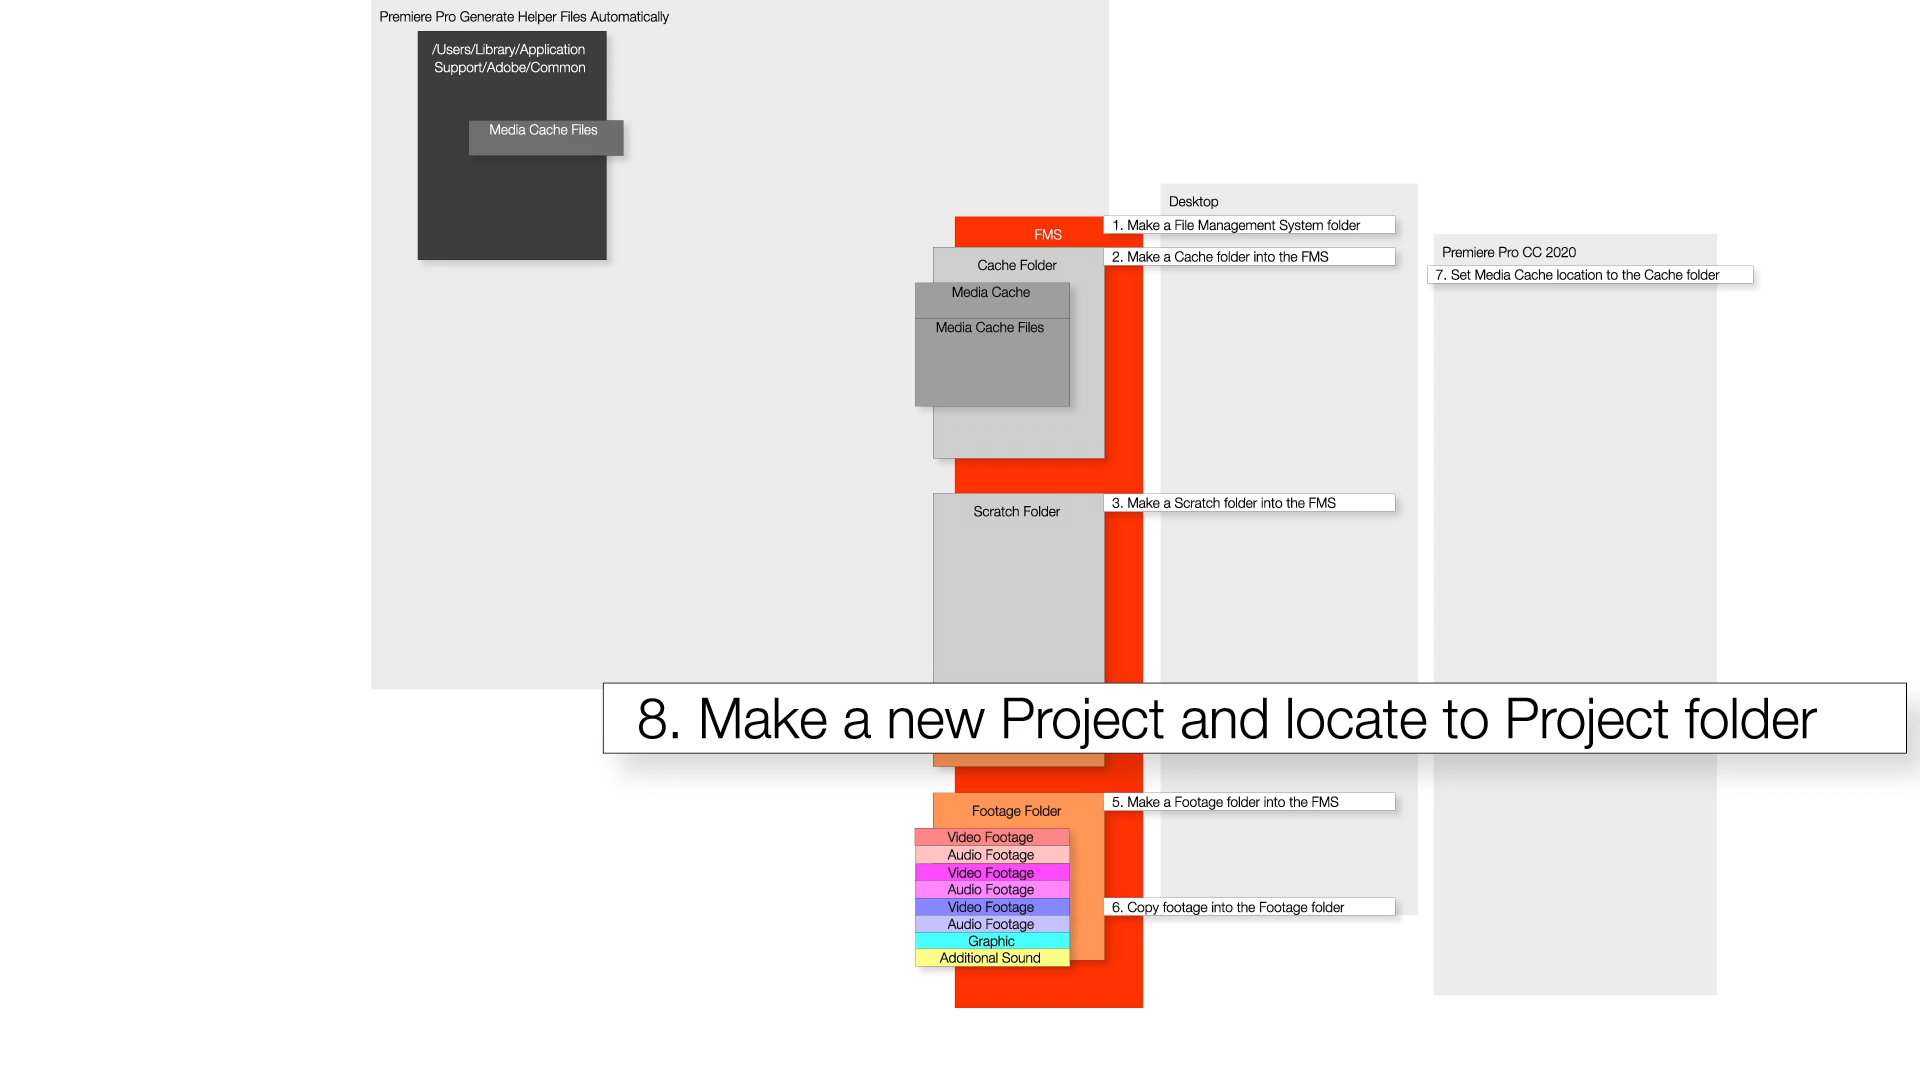 Premiere Pro Generate Helper Files Automatically
/Users/Library/Application
Support/Adobe/Common
Media Cache Files
Desktop
FMS
1. Make a File Management System folder
Cache Folder
2. Make a Cache folder into the FMS
Premiere Pro CC 2020
7. Set Media Cache location to the Cache folder
Media Cache
Media Cache Files
Scratch Folder
3. Make a Scratch folder into the FMS
8. Make a new Project and locate to Project folder
Footage Folder
5. Make a Footage folder into the FMS
Video Footage
Audio Footage
Video Footage
Audio Footage
Video Footage
6. Copy footage into the Footage folder
Audio Footage
Graphic
Additional Sound